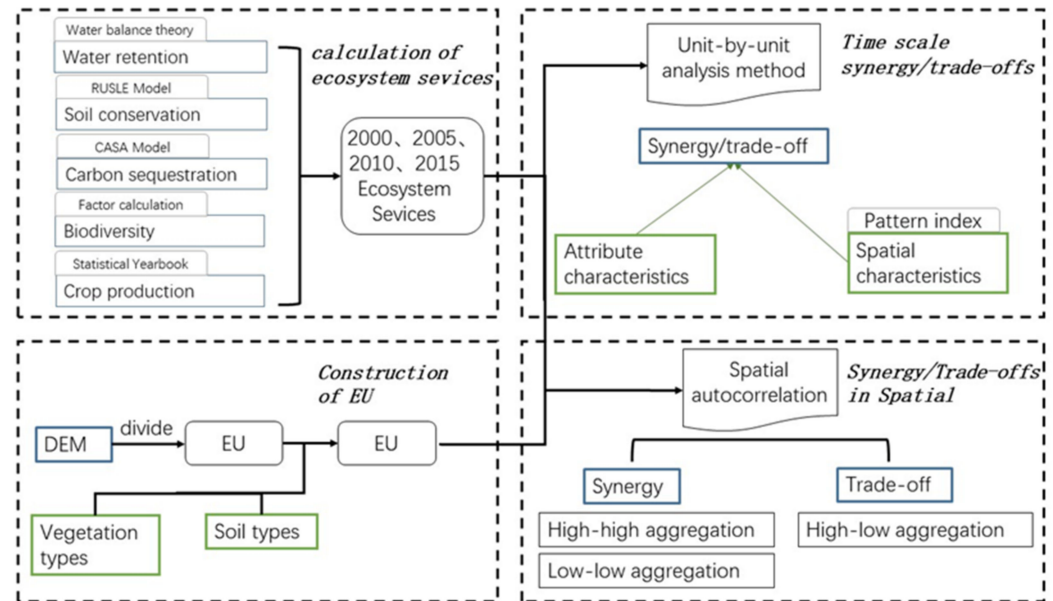 Water balance theory
Water retention
RUSLE Model
Soil conservation
CASA Model
Carbon sequestration
Factor calculation
Biodiversity
Statistical Yearbook
Crop production
calculation of
ecosystem sevices
2000、2005、
2010、2015
Ecosystem
Sevices
Unit-by-unit
analysis method
Time scale
synergy/trade-offs
Synergy/trade-off
Attribute
characteristics
Pattern index
Spatial
characteristics
Construction
of EU
DEM
divide
EU
EU
Vegetation
types
Soil types
Spatial
autocorrelation
Synergy/Trade-offs
in Spatial
Synergy
High-high aggregation
Low-low aggregation
Trade-off
High-low aggregation